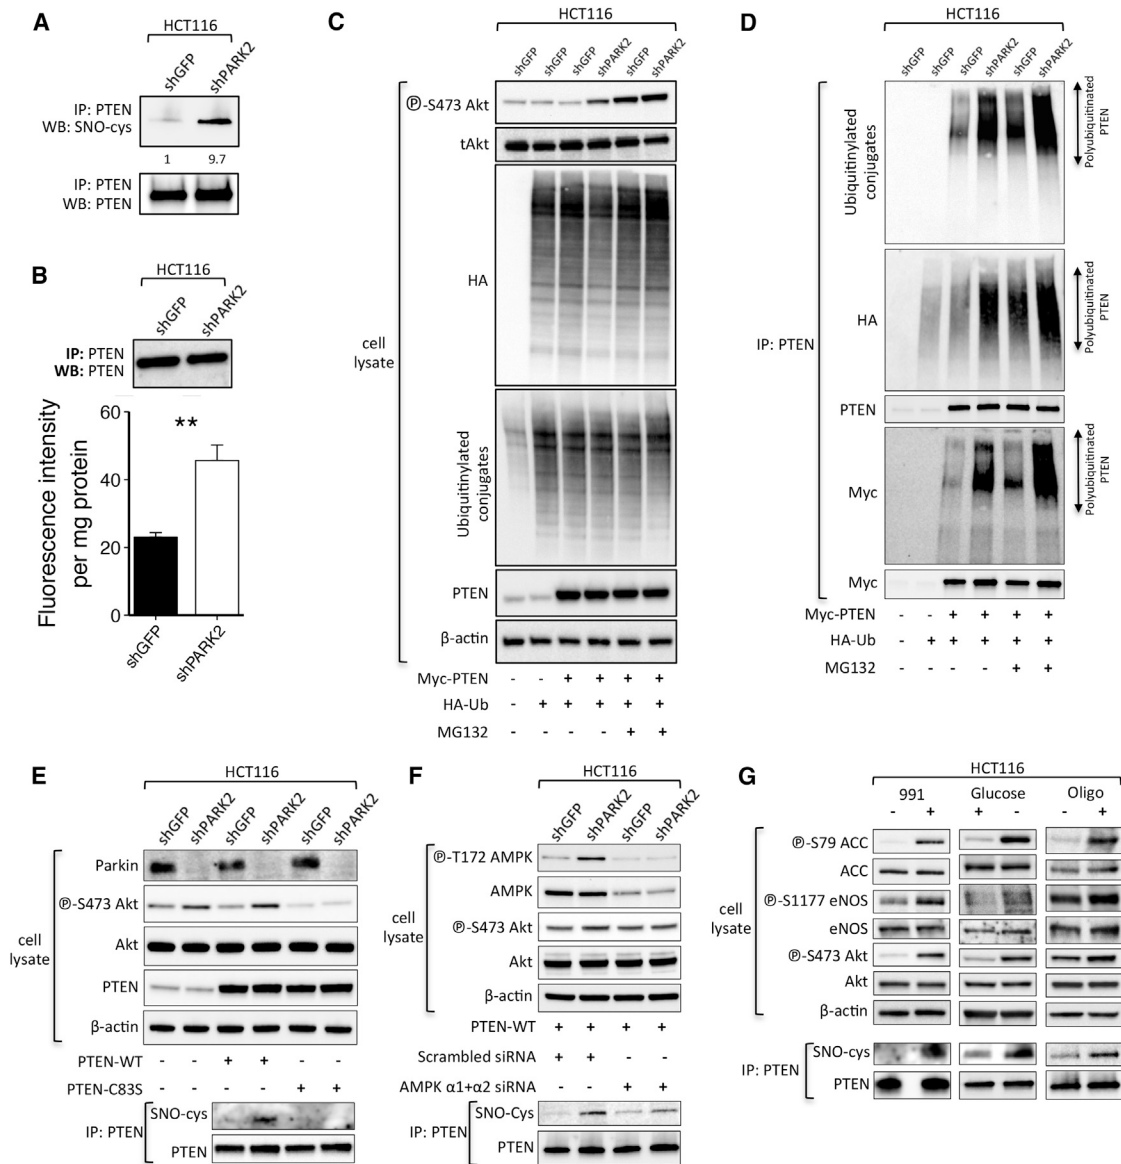 A
HCT116
shGFP
shPARK2
IP: PTEN
WB: SNO-cys
1 9.7
IP: PTEN
WB: PTEN
B
HCT116
shGFP
shPARK2
IP: PTEN
WB: PTEN
Fluorescence intensity
per mg protein
60
40
20
0
**
shGFP
shPARK2
C
HCT116
shGFP
shGFP
shGFP
shPARK2
shGFP
shPARK2
Ⓟ-S473 Akt
tAkt
HA
cell
lysate
Ubiquitinylated
conjugates
PTEN
β-actin
Myc-PTEN - - + + + +
HA-Ub - + + + + +
MG132 - - - - + +
D
HCT116
shGFP
shGFP
shGFP
shPARK2
shGFP
shPARK2
Ubiquitinylated
conjugates
Polyubiquitinated
PTEN
HA
Polyubiquitinated
PTEN
IP: PTEN
PTEN
Myc
Polyubiquitinated
PTEN
Myc
Myc-PTEN - - + + + +
HA-Ub - + + + + +
MG132 - - - - + +
E
HCT116
shGFP
shPARK2
shGFP
shPARK2
shGFP
shPARK2
Parkin
Ⓟ-S473 Akt
cell
lysate
Akt
PTEN
β-actin
PTEN-WT - - + + - -
PTEN-C83S - - - - + +
IP: PTEN
SNO-cys
PTEN
F
HCT116
shGFP
shPARK2
shGFP
shPARK2
Ⓟ-T172 AMPK
AMPK
cell
lysate
Ⓟ-S473 Akt
Akt
β-actin
PTEN-WT + + + +
Scrambled siRNA + + - -
AMPK α1+α2 siRNA - - + +
IP: PTEN
SNO-Cys
PTEN
G
HCT116
991 Glucose Oligo
- + + - - +
Ⓟ-S79 ACC
ACC
Ⓟ-S1177 eNOS
cell
lysate
eNOS
Ⓟ-S473 Akt
Akt
β-actin
IP: PTEN
SNO-cys
PTEN